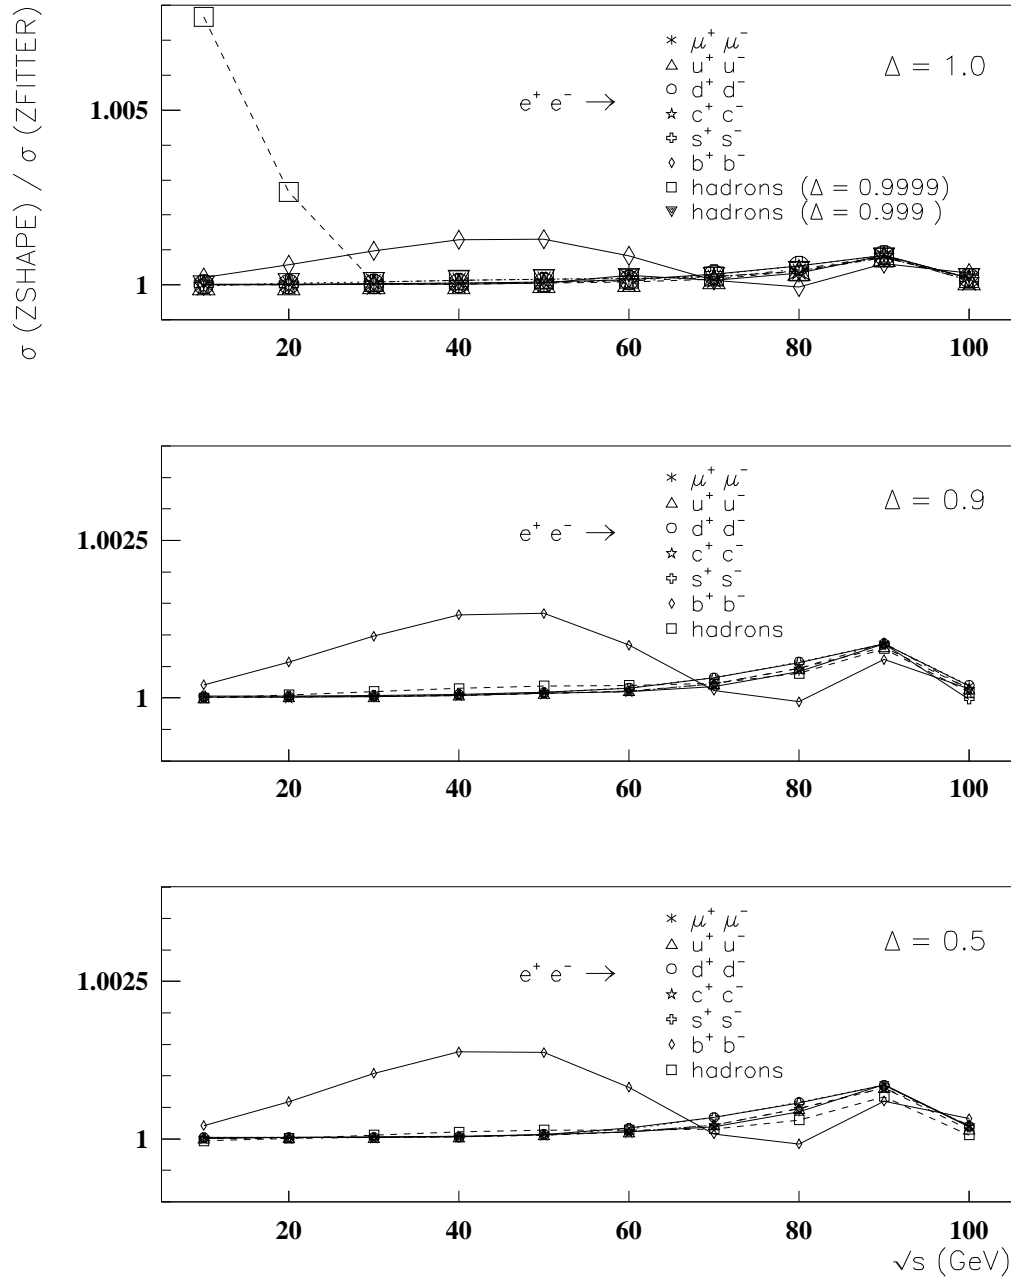 σ (ZSHAPE) / σ (ZFITTER)
μ⁺ μ⁻
u⁺ u⁻
Δ = 1.0
d⁺ d⁻
e⁺ e⁻ →
1.005
c⁺ c⁻
s⁺ s⁻
b⁺ b⁻
hadrons (Δ = 0.9999)
hadrons (Δ = 0.999 )
1
20 40 60 80 100
μ⁺ μ⁻
u⁺ u⁻
Δ = 0.9
d⁺ d⁻
e⁺ e⁻ →
1.0025
c⁺ c⁻
s⁺ s⁻
b⁺ b⁻
hadrons
1
20 40 60 80 100
μ⁺ μ⁻
u⁺ u⁻
Δ = 0.5
d⁺ d⁻
e⁺ e⁻ →
1.0025
c⁺ c⁻
s⁺ s⁻
b⁺ b⁻
hadrons
1
20 40 60 80 100
√s (GeV)